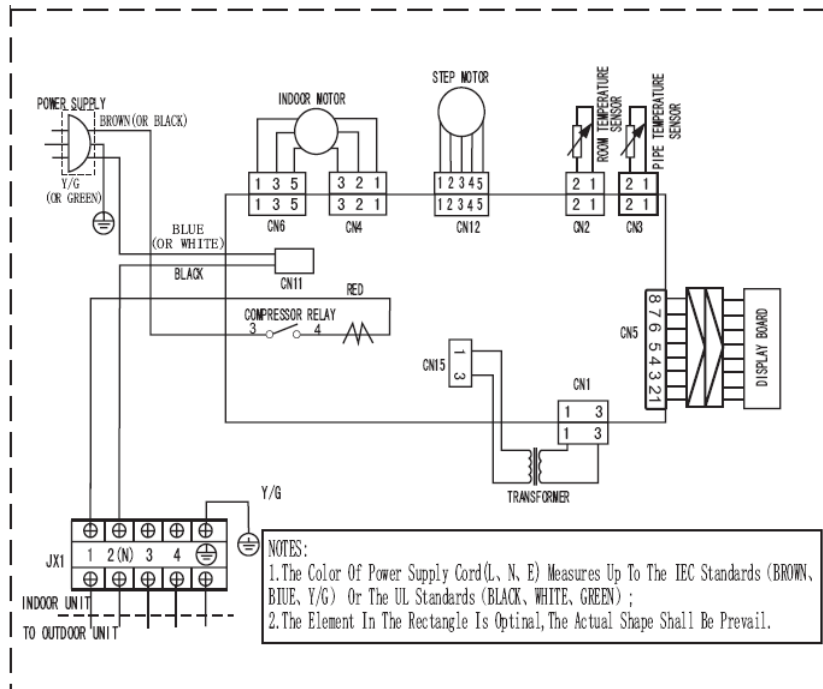 STEP MOTOR
INDOOR MOTOR
POWER SUPPLY
BROWN(OR BLACK)
ROOM TEMPERATURE
SENSOR
PIPE TEMPERATURE
SENSOR
Y/G
(OR GREEN)
1 3 5
3 2 1
1 2 3 4 5
2 1
2 1
1 3 5
3 2 1
1 2 3 4 5
2 1
2 1
CN6
CN4
CN12
CN2
CN3
BLUE
(OR WHITE)
BLACK
CN11
RED
COMPRESSOR RELAY
3 4
CN5
8 7 6 5 4 3 2 1
DISPLAY BOARD
CN15
1
3
CN1
1 3
1 3
TRANSFORMER
Y/G
JX1
1 2(N) 3 4
INDOOR UNIT
TO OUTDOOR UNIT
NOTES:
1.The Color Of Power Supply Cord(L、N、E) Measures Up To The IEC Standards (BROWN、
BIUE、Y/G) Or The UL Standards (BLACK、WHITE、GREEN) ;
2.The Element In The Rectangle Is Optinal,The Actual Shape Shall Be Prevail.